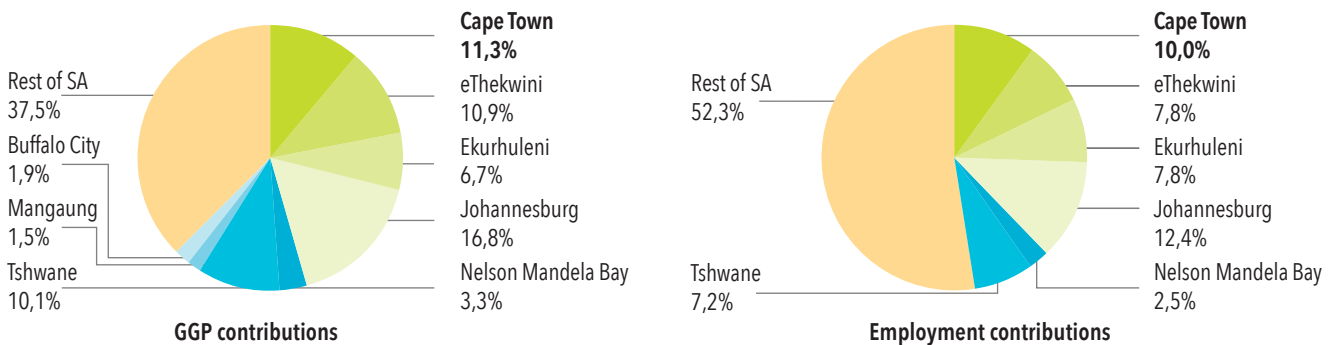 Cape Town
11,3%
eThekwini
10,9%
Ekurhuleni
6,7%
Johannesburg
16,8%
Nelson Mandela Bay
3,3%
Rest of SA
37,5%
Buffalo City
1,9%
Mangaung
1,5%
Tshwane
10,1%
GGP contributions
Cape Town
10,0%
eThekwini
7,8%
Ekurhuleni
7,8%
Johannesburg
12,4%
Nelson Mandela Bay
2,5%
Rest of SA
52,3%
Tshwane
7,2%
Employment contributions